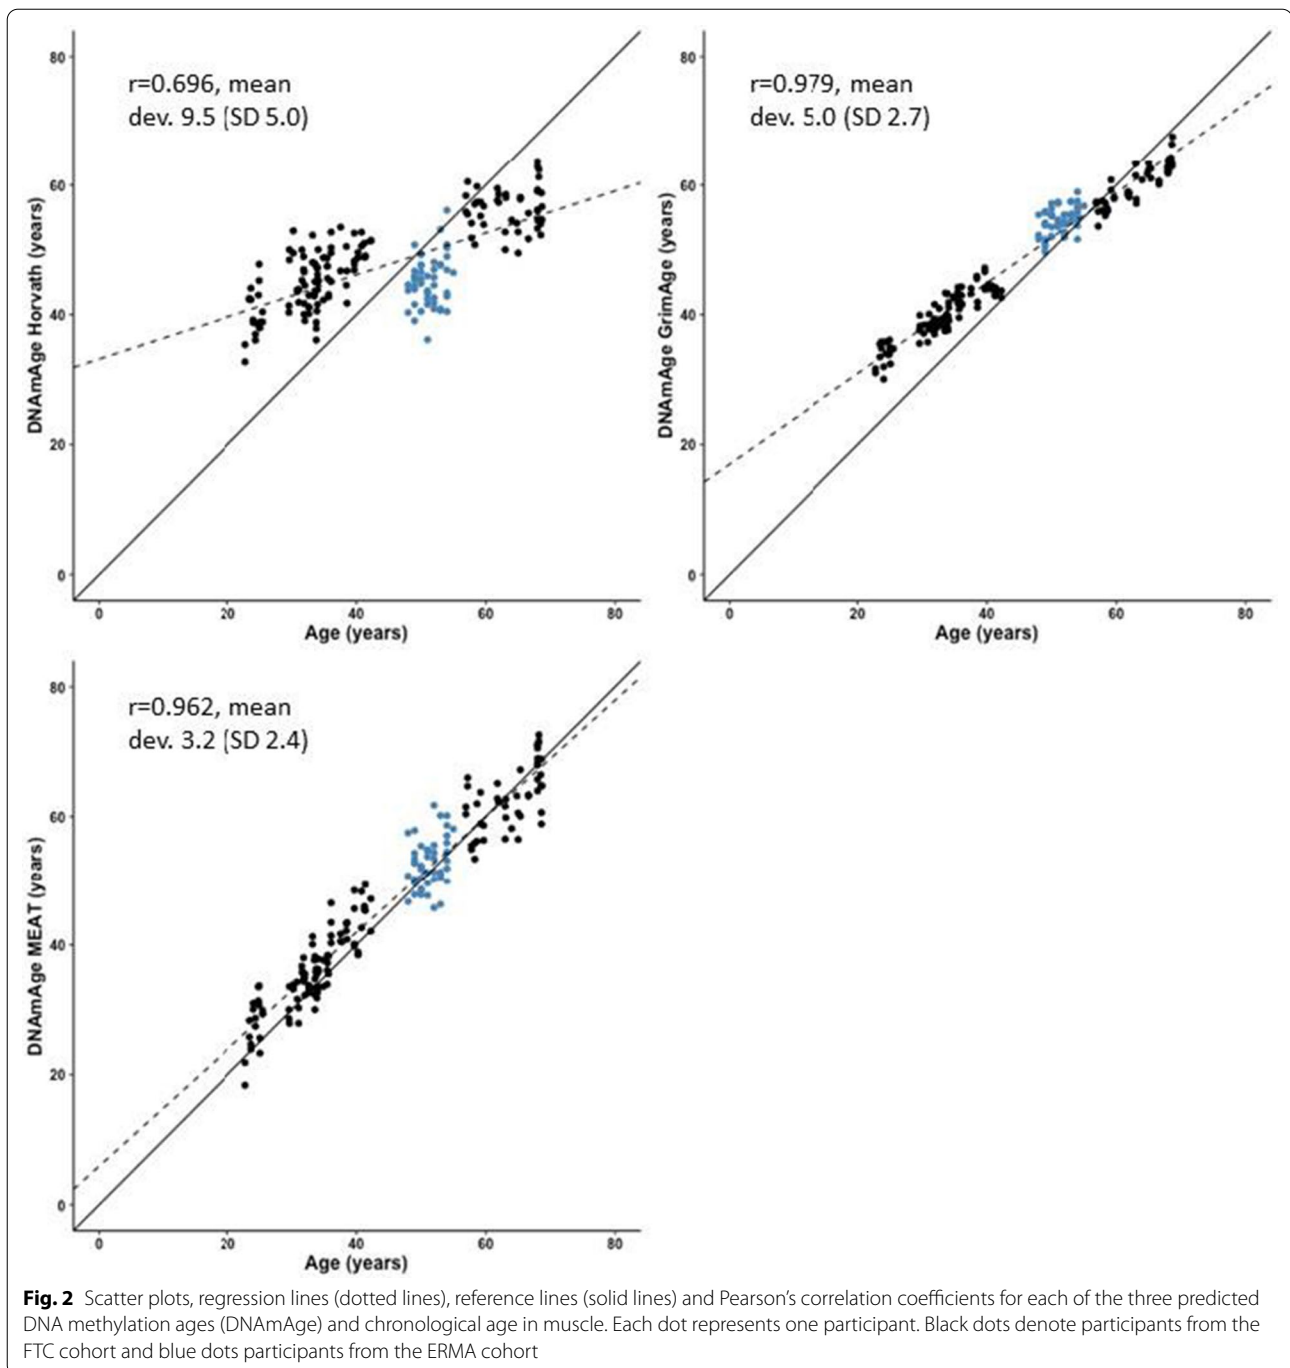 80
60
40
20
0
DNAmAge Horvath (years)
r=0.696, mean
dev. 9.5 (SD 5.0)
0 20 40 60 80
Age (years)
80
60
40
20
0
DNAmAge GrimAge (years)
r=0.979, mean
dev. 5.0 (SD 2.7)
0 20 40 60 80
Age (years)
80
60
40
20
0
DNAmAge MEAT (years)
r=0.962, mean
dev. 3.2 (SD 2.4)
0 20 40 60 80
Age (years)
Fig. 2 Scatter plots, regression lines (dotted lines), reference lines (solid lines) and Pearson's correlation coefficients for each of the three predicted
DNA methylation ages (DNAmAge) and chronological age in muscle. Each dot represents one participant. Black dots denote participants from the
FTC cohort and blue dots participants from the ERMA cohort